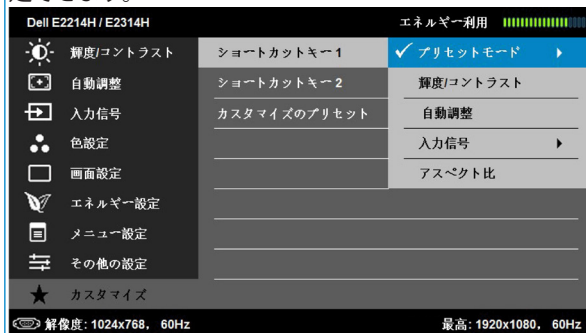 Dell E2214H / E2314H
エネルギー利用
輝度/コントラスト
自動調整
入力信号
色設定
画面設定
エネルギー設定
メニュー設定
その他の設定
カスタマイズ
ショートカットキー 1
ショートカットキー 2
カスタマイズのプリセット
プリセットモード
輝度/コントラスト
自動調整
入力信号
アスペクト比
解像度: 1024x768, 60Hz
最高: 1920x1080, 60Hz